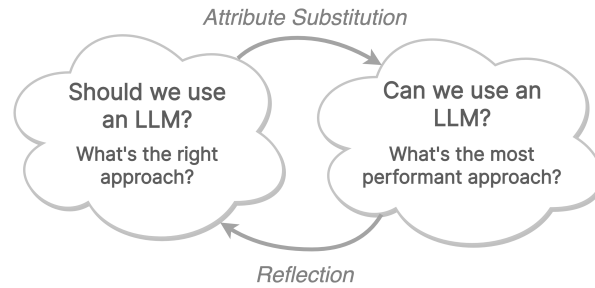 Attribute Substitution
Should we use
an LLM?
What's the right
approach?
Can we use an
LLM?
What's the most
performant approach?
Reflection